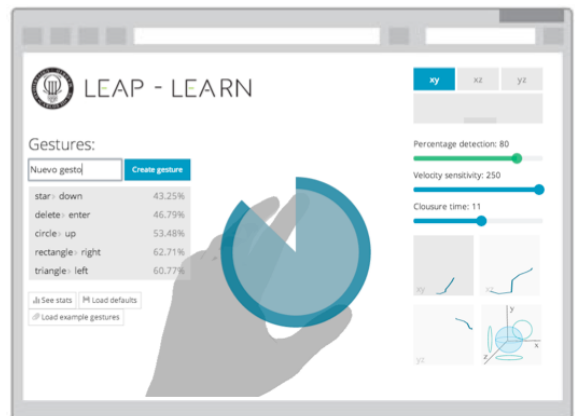 LEAP - LEARN
Gestures:
Nuevo gesto
Create gesture
star› down 43.25%
delete› enter 46.79%
circle› up 53.48%
rectangle› right 62.71%
triangle› left 60.77%
See stats
Load defaults
Load example gestures
xy xz yz
Percentage detection: 80
Velocity sensitivity: 250
Clousure time: 11
xy
xz
yz
y
x
z